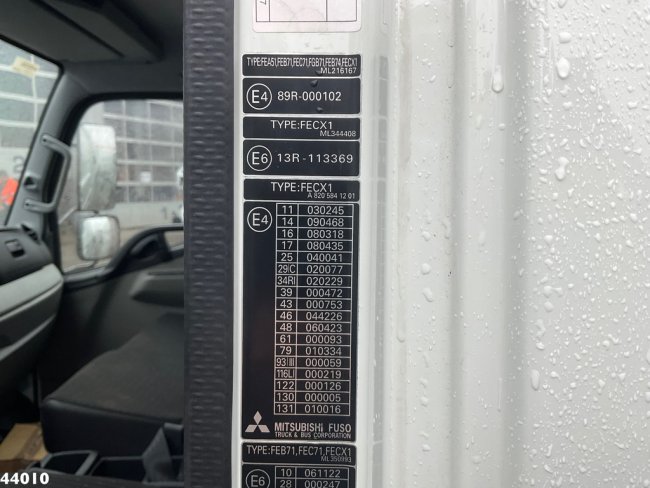 TYPE:FEA51,FEB71,FEC71,FGB71,FEB74,FECX1
ML216167
E4 89R-000102
TYPE:FECX1
ML344408
E6 13R-113369
TYPE:FECX1
A 820 584 12 01
E4
11 030245
14 090468
16 080318
17 080435
25 040041
29 C 020077
34RI 020229
39 000472
43 000753
46 044226
48 060423
61 000093
79 010334
93 III 000059
116LI 000219
122 000126
130 000005
131 010016
MITSUBISHI FUSO
TRUCK & BUS CORPORATION
TYPE:FEB71,FEC71,FECX1
E6
10 061122
28 000247
44010